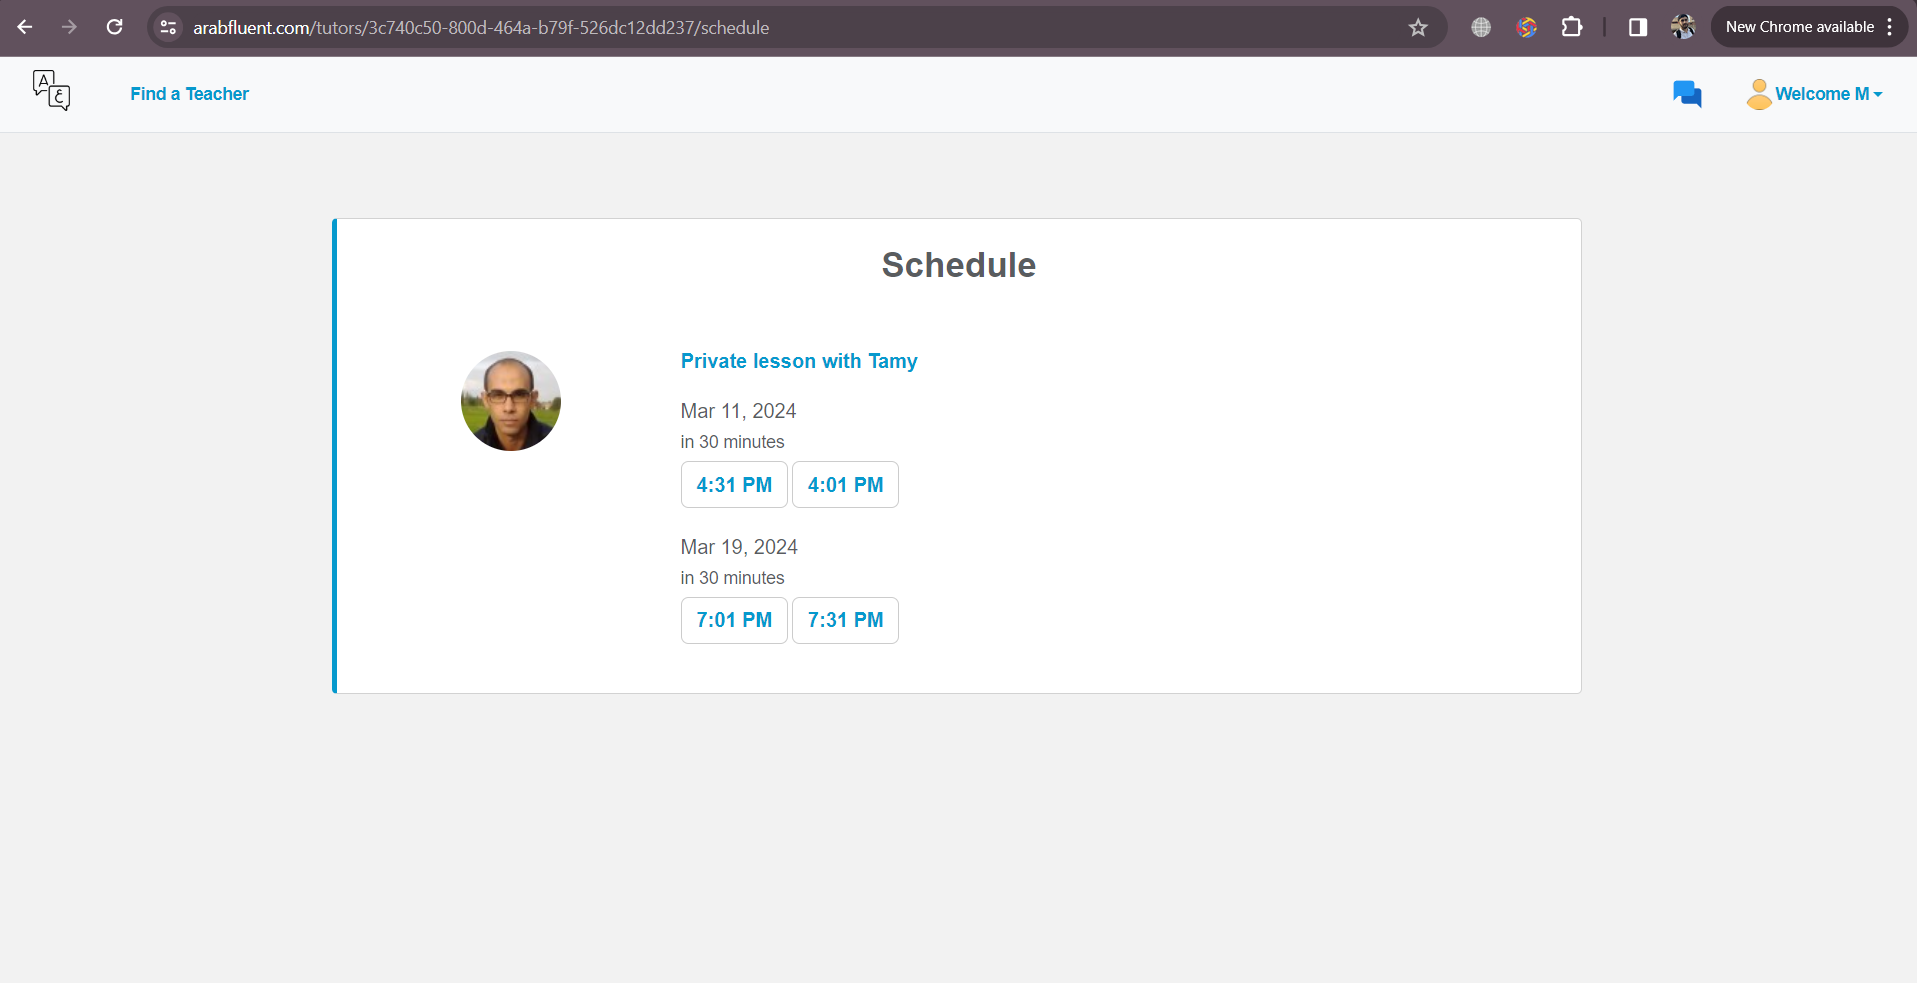 arabfluent.com/tutors/3c740c50-800d-464a-b79f-526dc12dd237/schedule
New Chrome available
A
ع
Find a Teacher
Welcome M
Schedule
Private lesson with Tamy
Mar 11, 2024
in 30 minutes
4:31 PM 4:01 PM
Mar 19, 2024
in 30 minutes
7:01 PM 7:31 PM